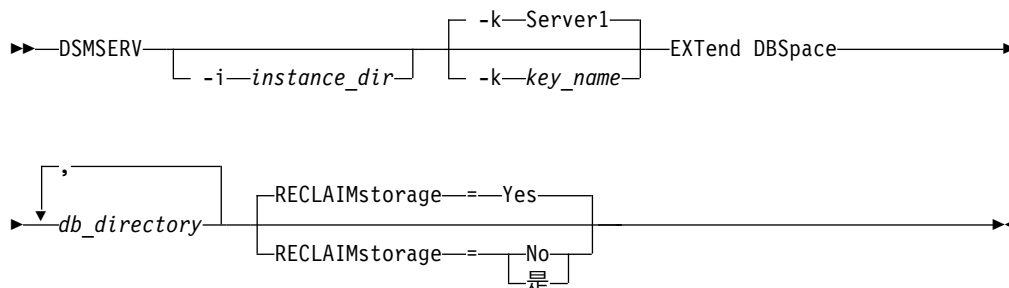 -k Server1
DSMSERV EXTend DBSpace
-i instance_dir -k key_name
,
RECLAIMstorage = Yes
db_directory
RECLAIMstorage = No
是